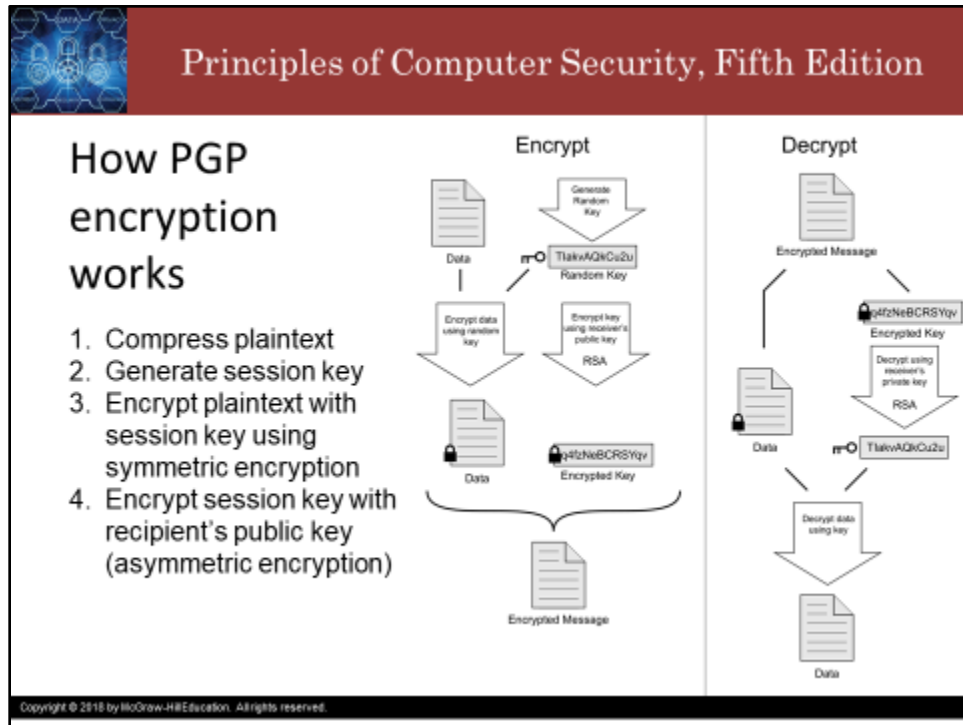 Principles of Computer Security, Fifth Edition
How PGP
encryption
works
1. Compress plaintext
2. Generate session key
3. Encrypt plaintext with
session key using
symmetric encryption
4. Encrypt session key with
recipient's public key
(asymmetric encryption)
Encrypt
Generate
Random
Key
Data
TIakvAQkCu2u
Random Key
Encrypt data
using random
key
Encrypt key
using receiver's
public key
RSA
Data
q4fzNeBCRSYqv
Encrypted Key
Encrypted Message
Decrypt
Encrypted Message
q4fzNeBCRSYqv
Encrypted Key
Decrypt using
receiver's
private key
RSA
Data
TIakvAQkCu2u
Decrypt data
using key
Data
Copyright © 2018 by McGraw-Hill Education. All rights reserved.